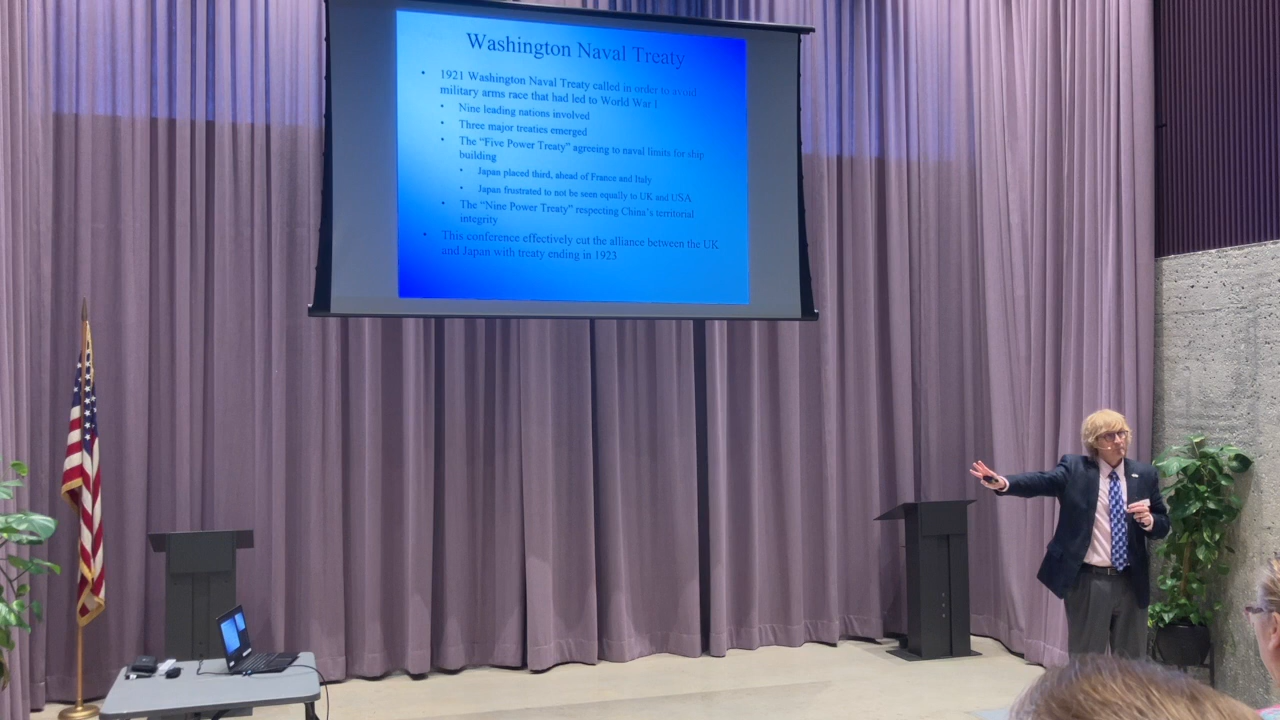 Washington Naval Treaty
• 1921 Washington Naval Treaty called in order to avoid
military arms race that had led to World War I
• Nine leading nations involved
• Three major treaties emerged
• The “Five Power Treaty” agreeing to naval limits for ship
building
• Japan placed third, ahead of France and Italy
• Japan frustrated to not be seen equally to UK and USA
• The “Nine Power Treaty” respecting China’s territorial
integrity
• This conference effectively cut the alliance between the UK
and Japan with treaty ending in 1923